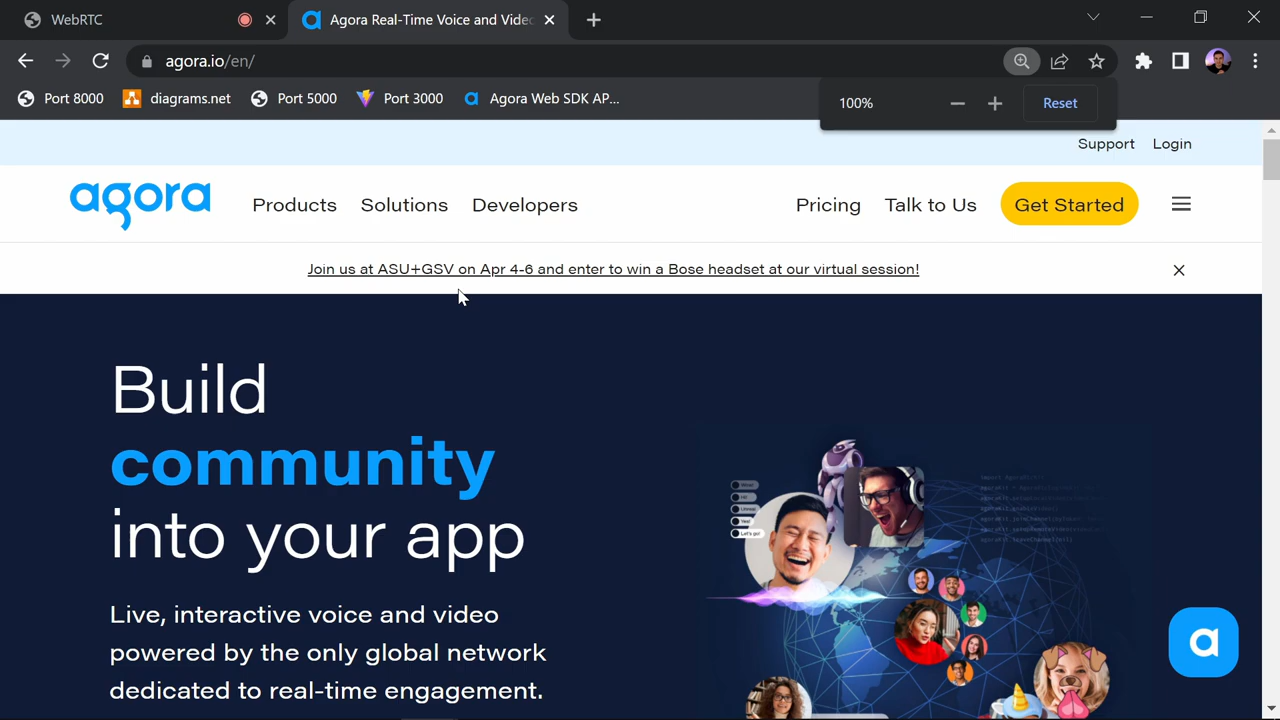 WebRTC
Agora Real-Time Voice and Video
agora.io/en/
Port 8000
diagrams.net
Port 5000
Port 3000
Agora Web SDK AP...
100%
Reset
Support
Login
agora
Products
Solutions
Developers
Pricing
Talk to Us
Get Started
Join us at ASU+GSV on Apr 4-6 and enter to win a Bose headset at our virtual session!
Build
community
into your app
Live, interactive voice and video
powered by the only global network
dedicated to real-time engagement.
Let's go!
a